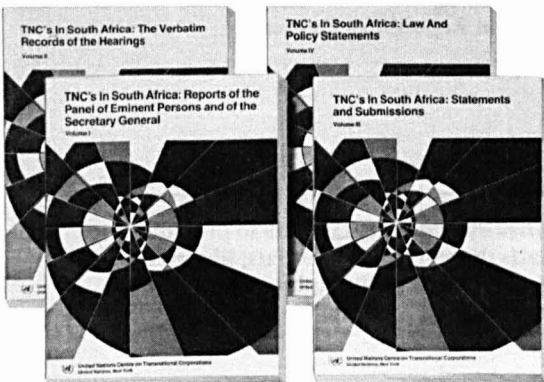 TNC's In South Africa: The Verbatim
Records of the Hearings
Volume II
TNC's In South Africa: Law And
Policy Statements
Volume IV
TNC's In South Africa: Reports of the
Panel of Eminent Persons and of the
Secretary General
Volume I
TNC's In South Africa: Statements
and Submissions
Volume III
United
United
United Nations Centre on Transnational Corporations
United Nations, New York
United Nations Centre on Transnational Corporations
United Nations, New York